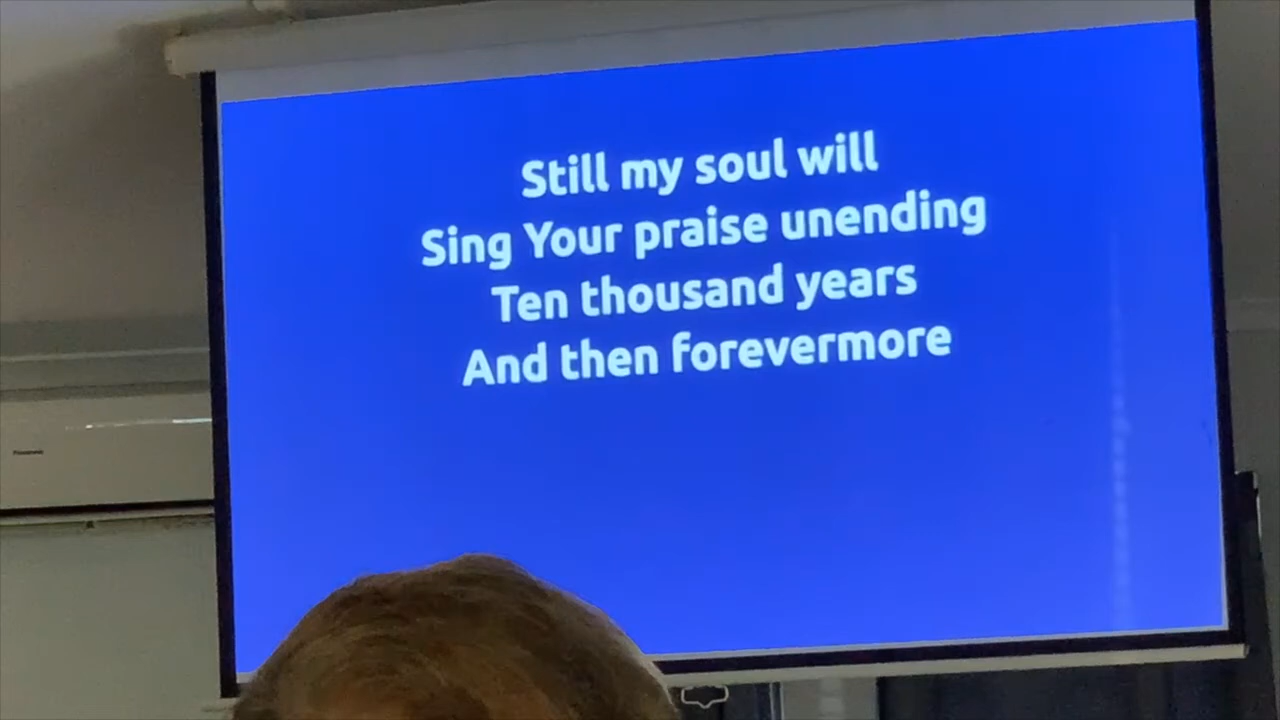 Still my soul will
Sing Your praise unending
Ten thousand years
And then forevermore